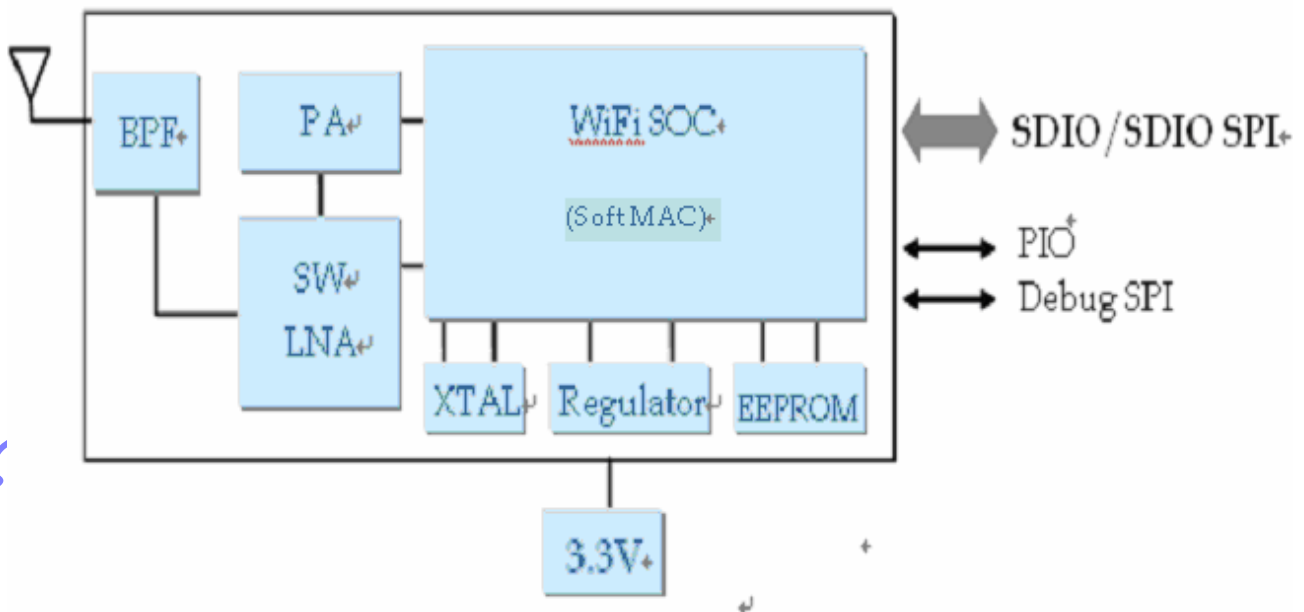 BPF
PA
WiFi SOC
(Soft MAC)
SW
LNA
XTAL
Regulator
EEPROM
3.3V
SDIO/SDIO SPI
PIO
Debug SPI